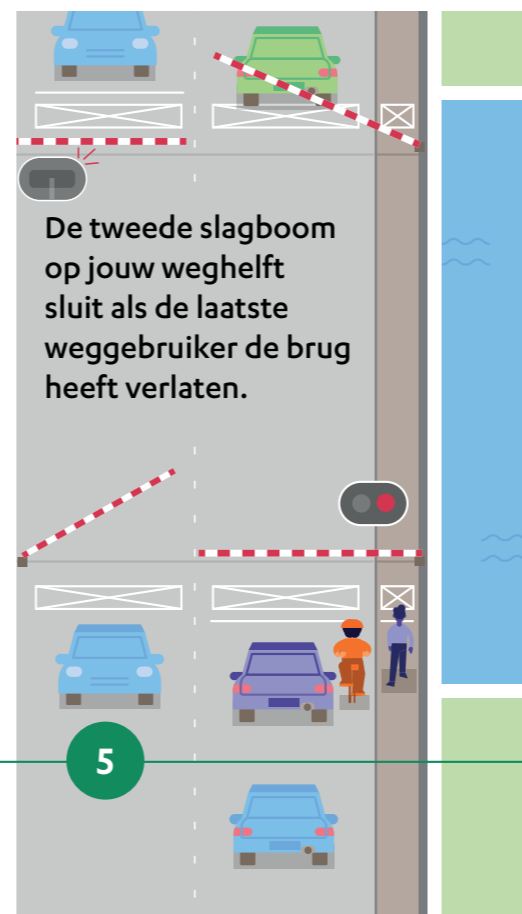 De tweede slagboom
op jouw weghelft
sluit als de laatste
weggebruiker de brug
heeft verlaten.
5